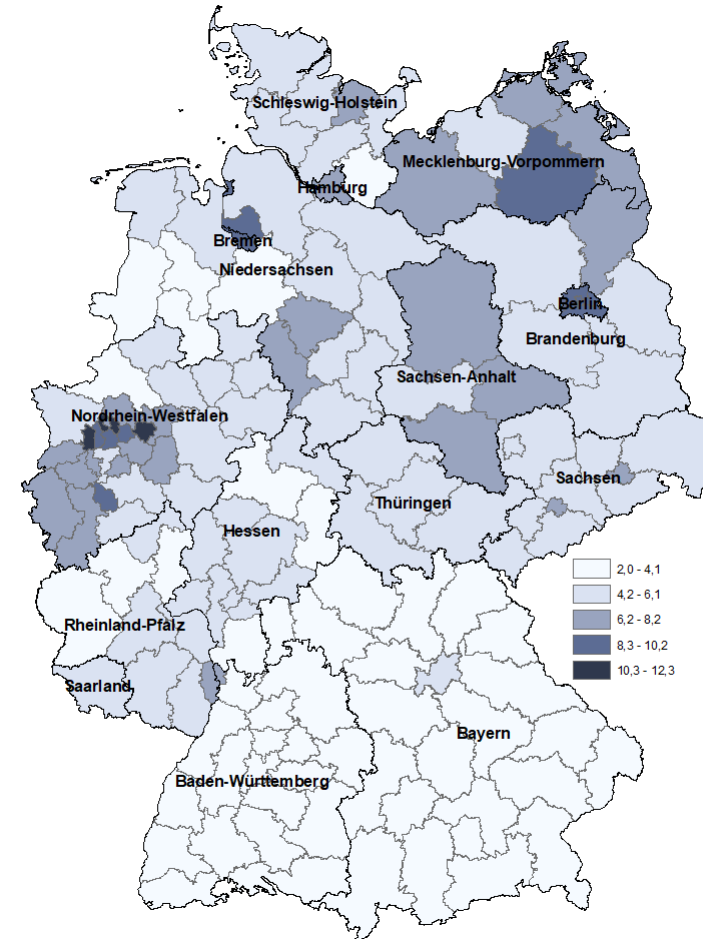 Schleswig-Holstein
Mecklenburg-Vorpommern
Hamburg
Bremen
Niedersachsen
Berlin
Brandenburg
Sachsen-Anhalt
Nordrhein-Westfalen
Sachsen
Thüringen
Hessen
2,0 - 4,1
4,2 - 6,1
6,2 - 8,2
8,3 - 10,2
10,3 - 12,3
Rheinland-Pfalz
Saarland
Bayern
Baden-Württemberg